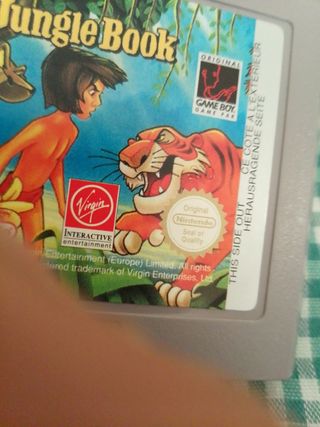 Jungle Book
ORIGINAL
GAME BOY
GAME PAK
Virgin
INTERACTIVE
entertainment
Original
Nintendo
Seal of
Quality
Entertainment (Europe) Limited. All rights
trademark of Virgin Enterprises, Ltd
THIS SIDE OUT
HERAUSRAGENDE SEITE
CE COTE A L'EXTERIEUR